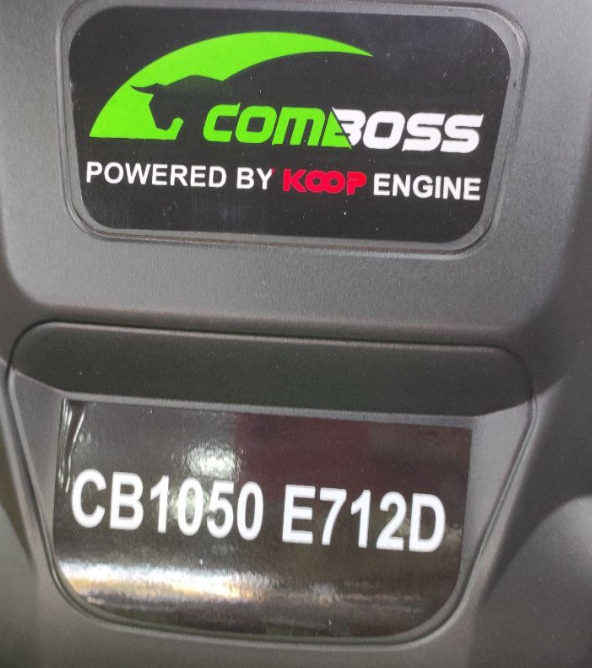 COMBOSS
POWERED BY KOOP ENGINE
CB1050 E712D